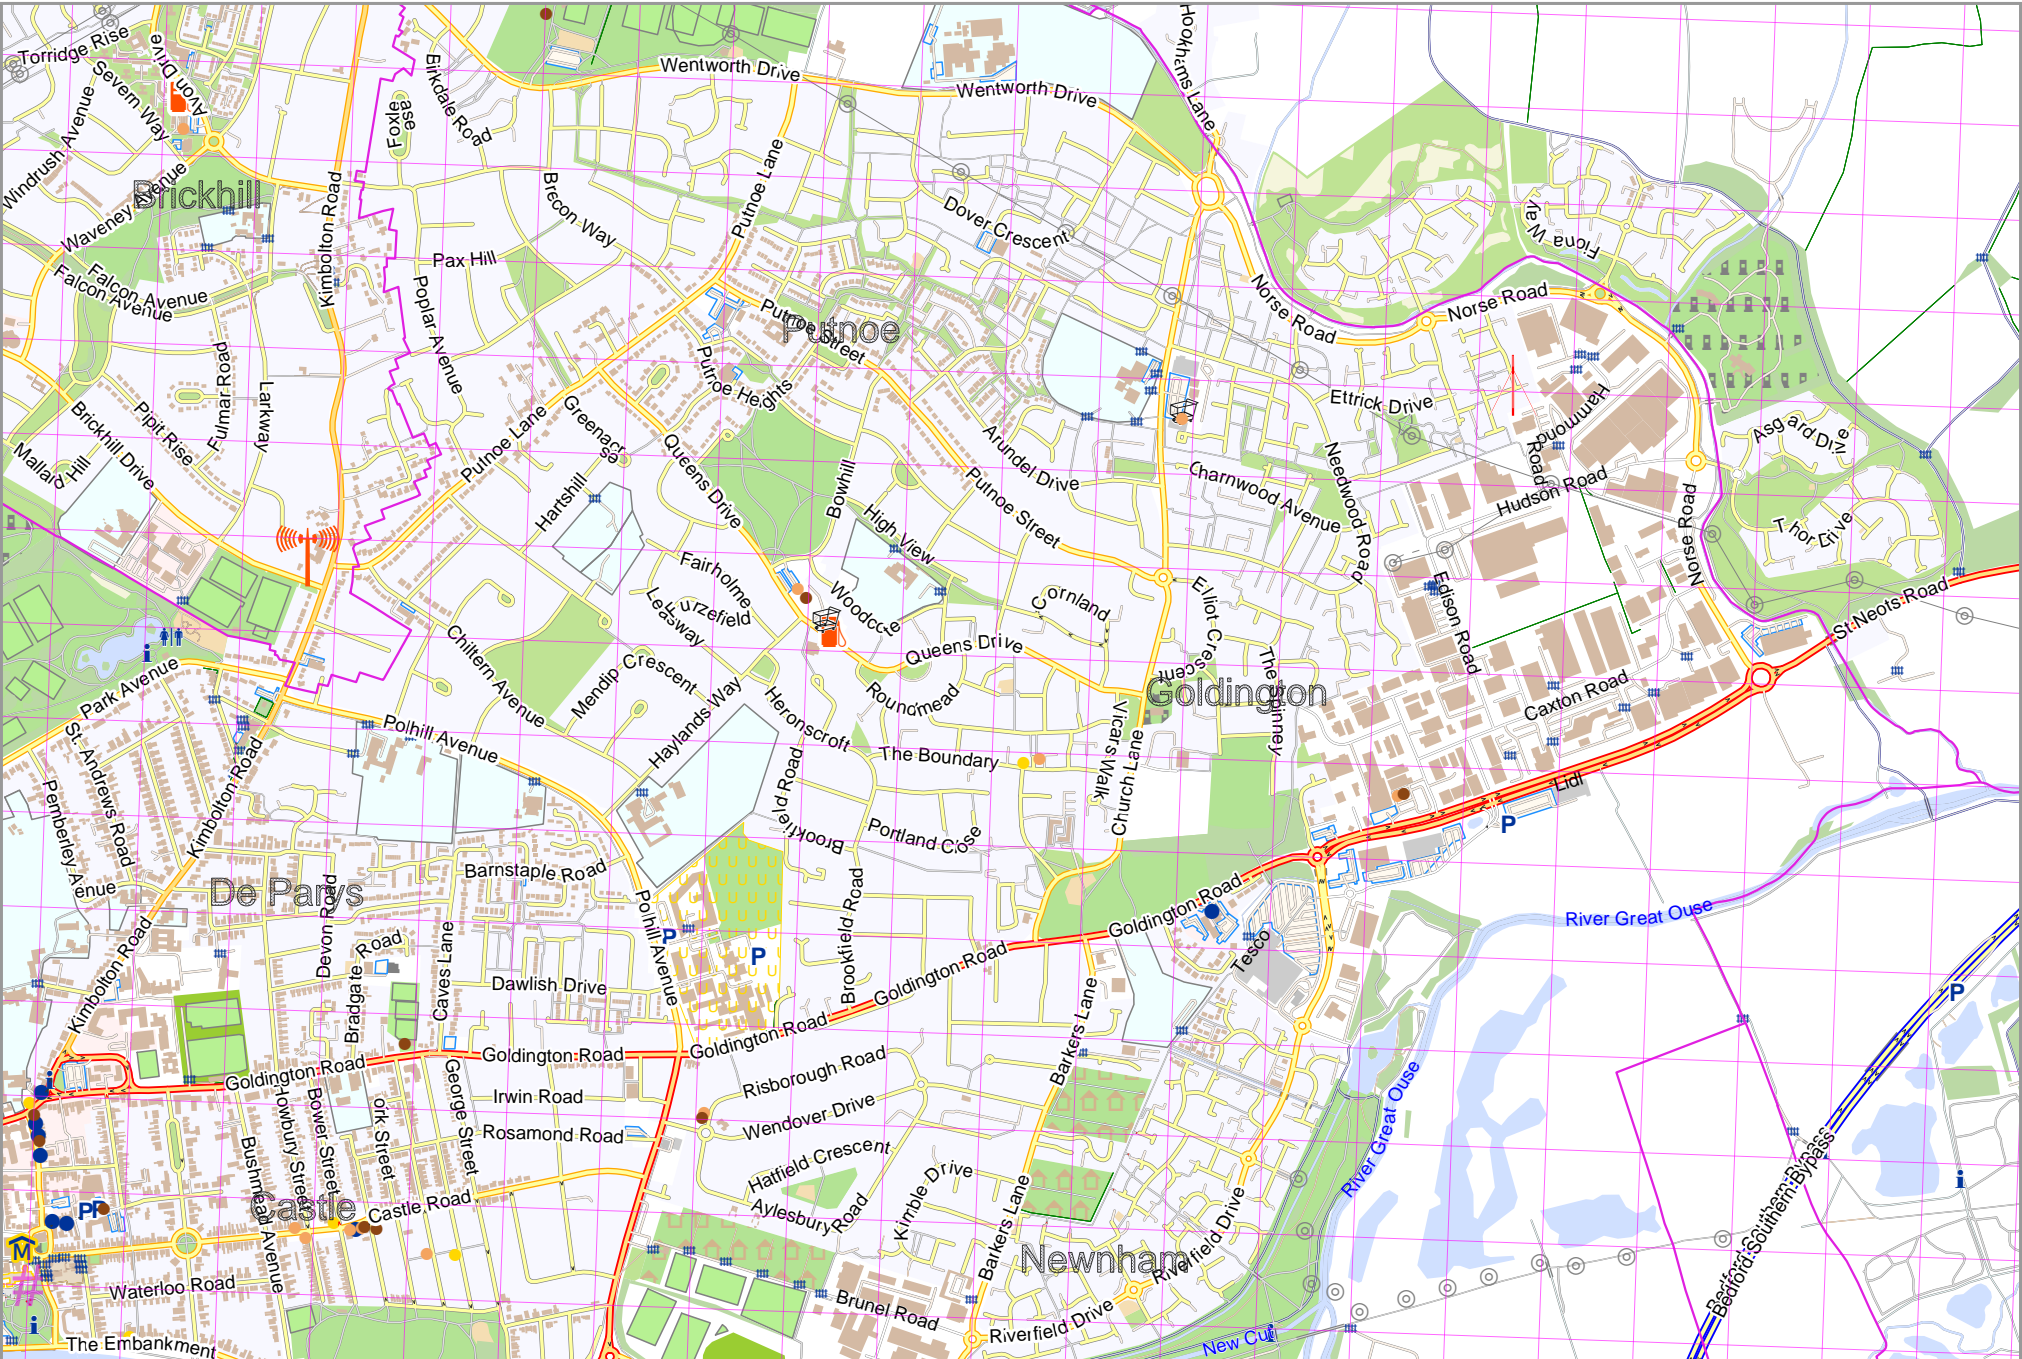 Torridge Rise
Avon Drive
Severn Way
Windrush Avenue
Waveney Avenue
Brickhill
Falcon Avenue
Falcon Avenue
Kimbolton Road
Foxlease
Birkdale Road
Wentworth Drive
Wentworth Drive
Hookhams Lane
Brecon Way
Putnoe Lane
Dover Crescent
Pax Hill
Poplar Avenue
Putnoe Street
Putnoe
Putnoe Heights
Norse Road
Norse Road
Fiona Way
Ettrick Drive
Hammond Road
Asgard Drive
Thor Drive
Fulmar Road
Larkway
Pipit Rise
Brickhill Drive
Mallard Hill
Putnoe Lane
Greenacre
Queens Drive
Hartshill
Bowhill
High View
Arundel Drive
Putnoe Street
Charnwood Avenue
Needwood Road
Hudson Road
Norse Road
Edison Road
St Neots Road
Fairholme
Furzefield
Leasway
Woodcote
Cornland
Elliot Crescent
Queens Drive
The Spinney
Goldington
Caxton Road
Chiltern Avenue
Mendip Crescent
Haylands Way
Heronscroft
Roundmead
The Boundary
Vicars Walk
Church Lane
Park Avenue
Polhill Avenue
St. Andrews Road
Pemberley Avenue
Kimbolton Road
Lidl
P
Brookfield Road
Portland Close
Barnstaple Road
De Parys
Devon Road
Polhill Avenue
Goldington Road
River Great Ouse
Kimbolton Road
Bradgate Road
Caves Lane
Dawlish Drive
P
P
Brookfield Road
Goldington Road
Tesco
P
Goldington Road
Goldington Road
Goldington Road
Barkers Lane
Risborough Road
Irwin Road
Wendover Drive
Rosamond Road
George Street
Howbury Street
Bower Street
ork Street
Bushmead Avenue
Hatfield Crescent
Kimble Drive
Aylesbury Road
River Great Ouse
Castle
Castle Road
P
P
M
Barkers Lane
Newnham
Riverfield Drive
Riverfield Drive
Bedford Southern Bypass
Bedford Southern Bypass
Waterloo Road
Brunel Road
New Cut
The Embankment